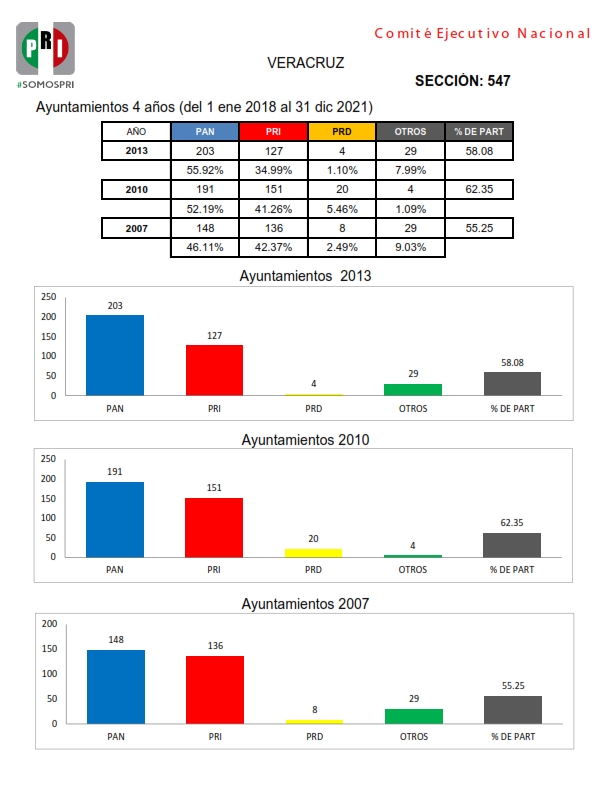 Comité Ejecutivo Nacional
PRI
#SOMOSPRI
VERACRUZ
SECCIÓN: 547
Ayuntamientos 4 años (del 1 ene 2018 al 31 dic 2021)
AÑO PAN PRI PRD OTROS % DE PART
2013 203 127 4 29 58.08
55.92% 34.99% 1.10% 7.99%
2010 191 151 20 4 62.35
52.19% 41.26% 5.46% 1.09%
2007 148 136 8 29 55.25
46.11% 42.37% 2.49% 9.03%
Ayuntamientos 2013
250
200
150
100
50
0
203
127
4
29
58.08
PAN PRI PRD OTROS % DE PART
Ayuntamientos 2010
250
200
150
100
50
0
191
151
20
4
62.35
PAN PRI PRD OTROS % DE PART
Ayuntamientos 2007
200
150
100
50
0
148
136
8
29
55.25
PAN PRI PRD OTROS % DE PART